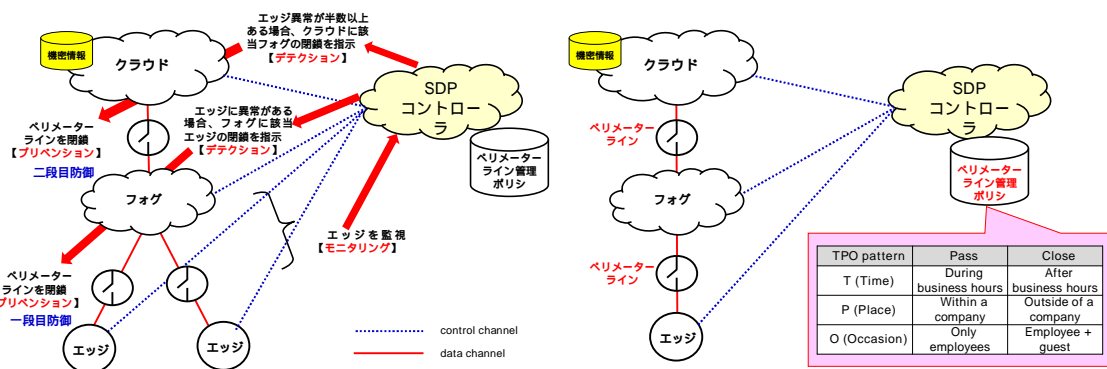 エッジ異常が半数以上
ある場合、クラウドに該
当フォグの閉鎖を指示
【デテクション】
機密情報
クラウド
SDP
コントロー
ラ
エッジに異常がある
場合、フォグに該当
エッジの閉鎖を指示
【デテクション】
ペリメーター
ラインを閉鎖
【プリベンション】
二段目防御
ペリメーター
ライン管理
ポリシ
フォグ
エッジを監視
【モニタリング】
ペリメーター
ラインを閉鎖
プリベンション】
一段目防御
エッジ
エッジ
control channel
data channel
機密情報
クラウド
SDP
コントロー
ラ
ペリメーター
ライン
ペリメーター
ライン管理
ポリシ
フォグ
ペリメーター
ライン
エッジ
TPO pattern Pass Close
T (Time) During business hours After business hours
P (Place) Within a company Outside of a company
O (Occasion) Only employees Employee + guest